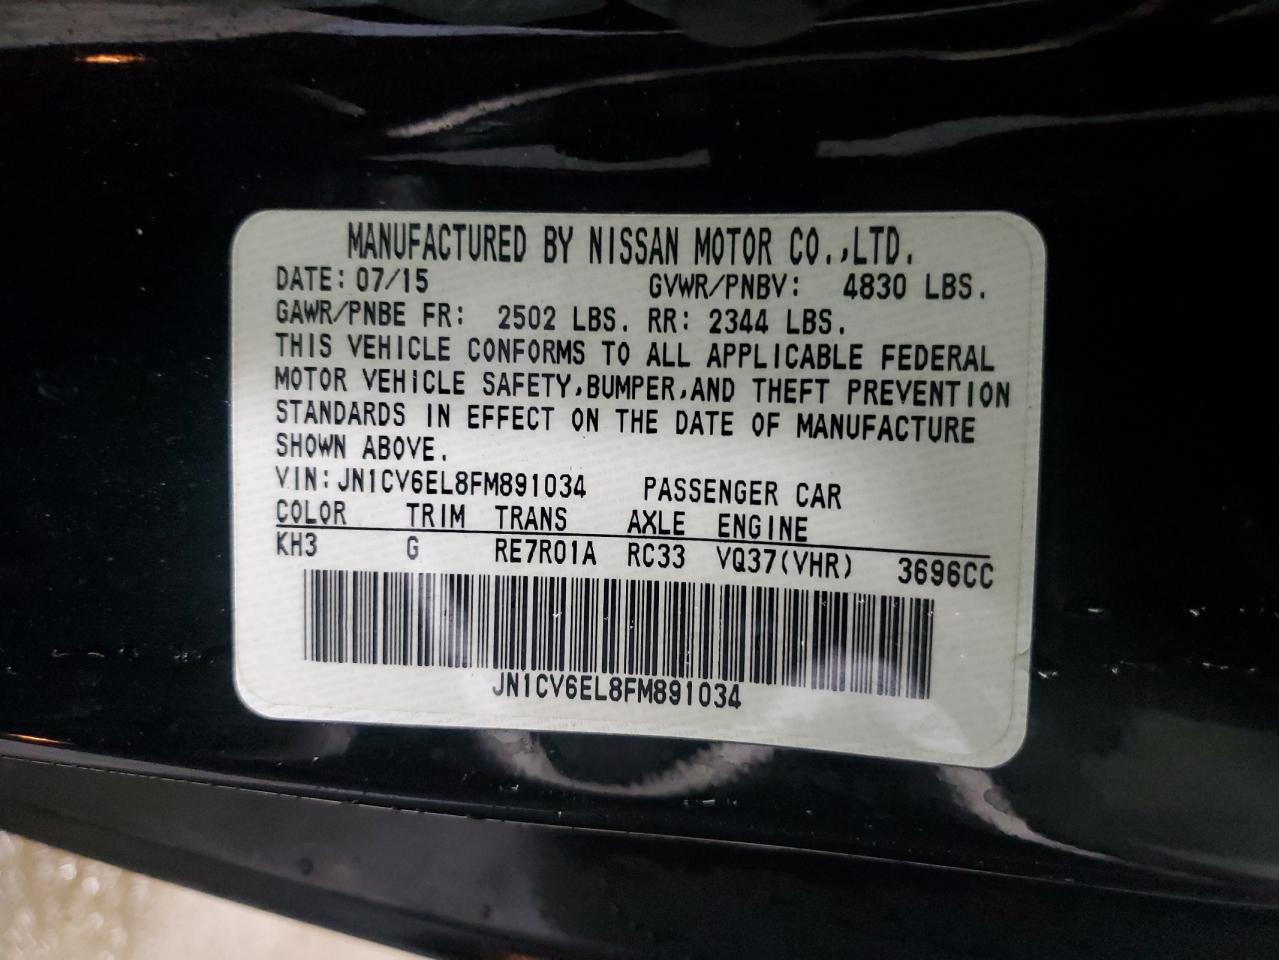 MANUFACTURED BY NISSAN MOTOR CO.,LTD.
DATE: 07/15 GVWR/PNBV: 4830 LBS.
GAWR/PNBE FR: 2502 LBS. RR: 2344 LBS.
THIS VEHICLE CONFORMS TO ALL APPLICABLE FEDERAL
MOTOR VEHICLE SAFETY,BUMPER,AND THEFT PREVENTION
STANDARDS IN EFFECT ON THE DATE OF MANUFACTURE
SHOWN ABOVE.
VIN: JN1CV6EL8FM891034 PASSENGER CAR
COLOR TRIM TRANS AXLE ENGINE
KH3 G RE7R01A RC33 VQ37(VHR) 3696CC
JN1CV6EL8FM891034